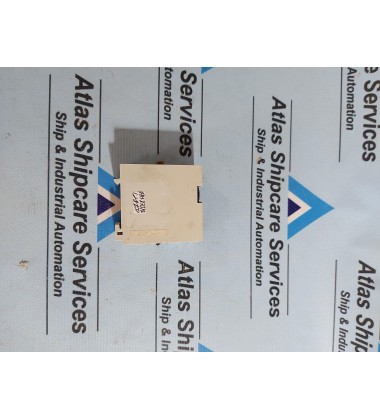 Services
Automation
Atlas Shipcare Services
Ship & Industrial Automation
Atlas Shipcare Services
Ship & Industrial Automation
Services
Automation
Atlas Shipcare Services
Ship & Industrial Automation
Atlas Ship
Ship & Indust
Atlas Shipcare
Ship & Industrial